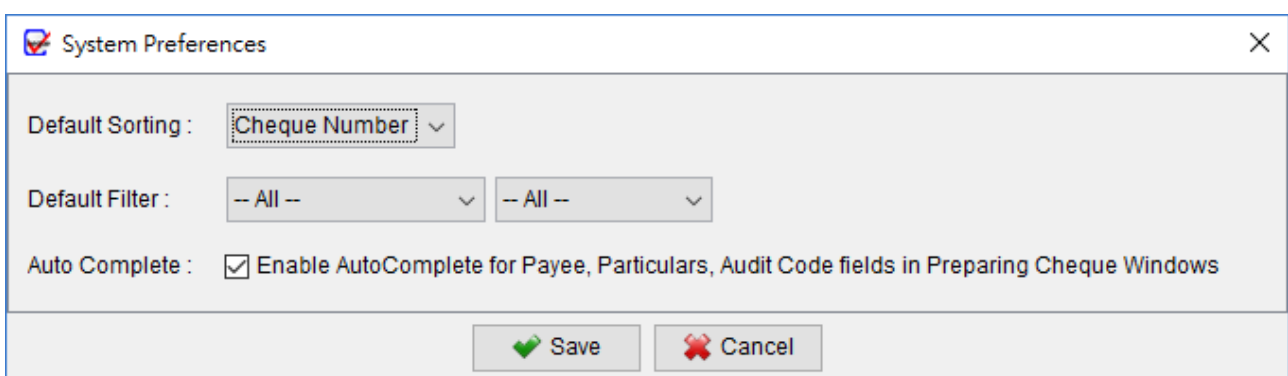 System Preferences
Default Sorting : Cheque Number
Default Filter : -- All -- -- All --
Auto Complete : Enable AutoComplete for Payee, Particulars, Audit Code fields in Preparing Cheque Windows
Save Cancel